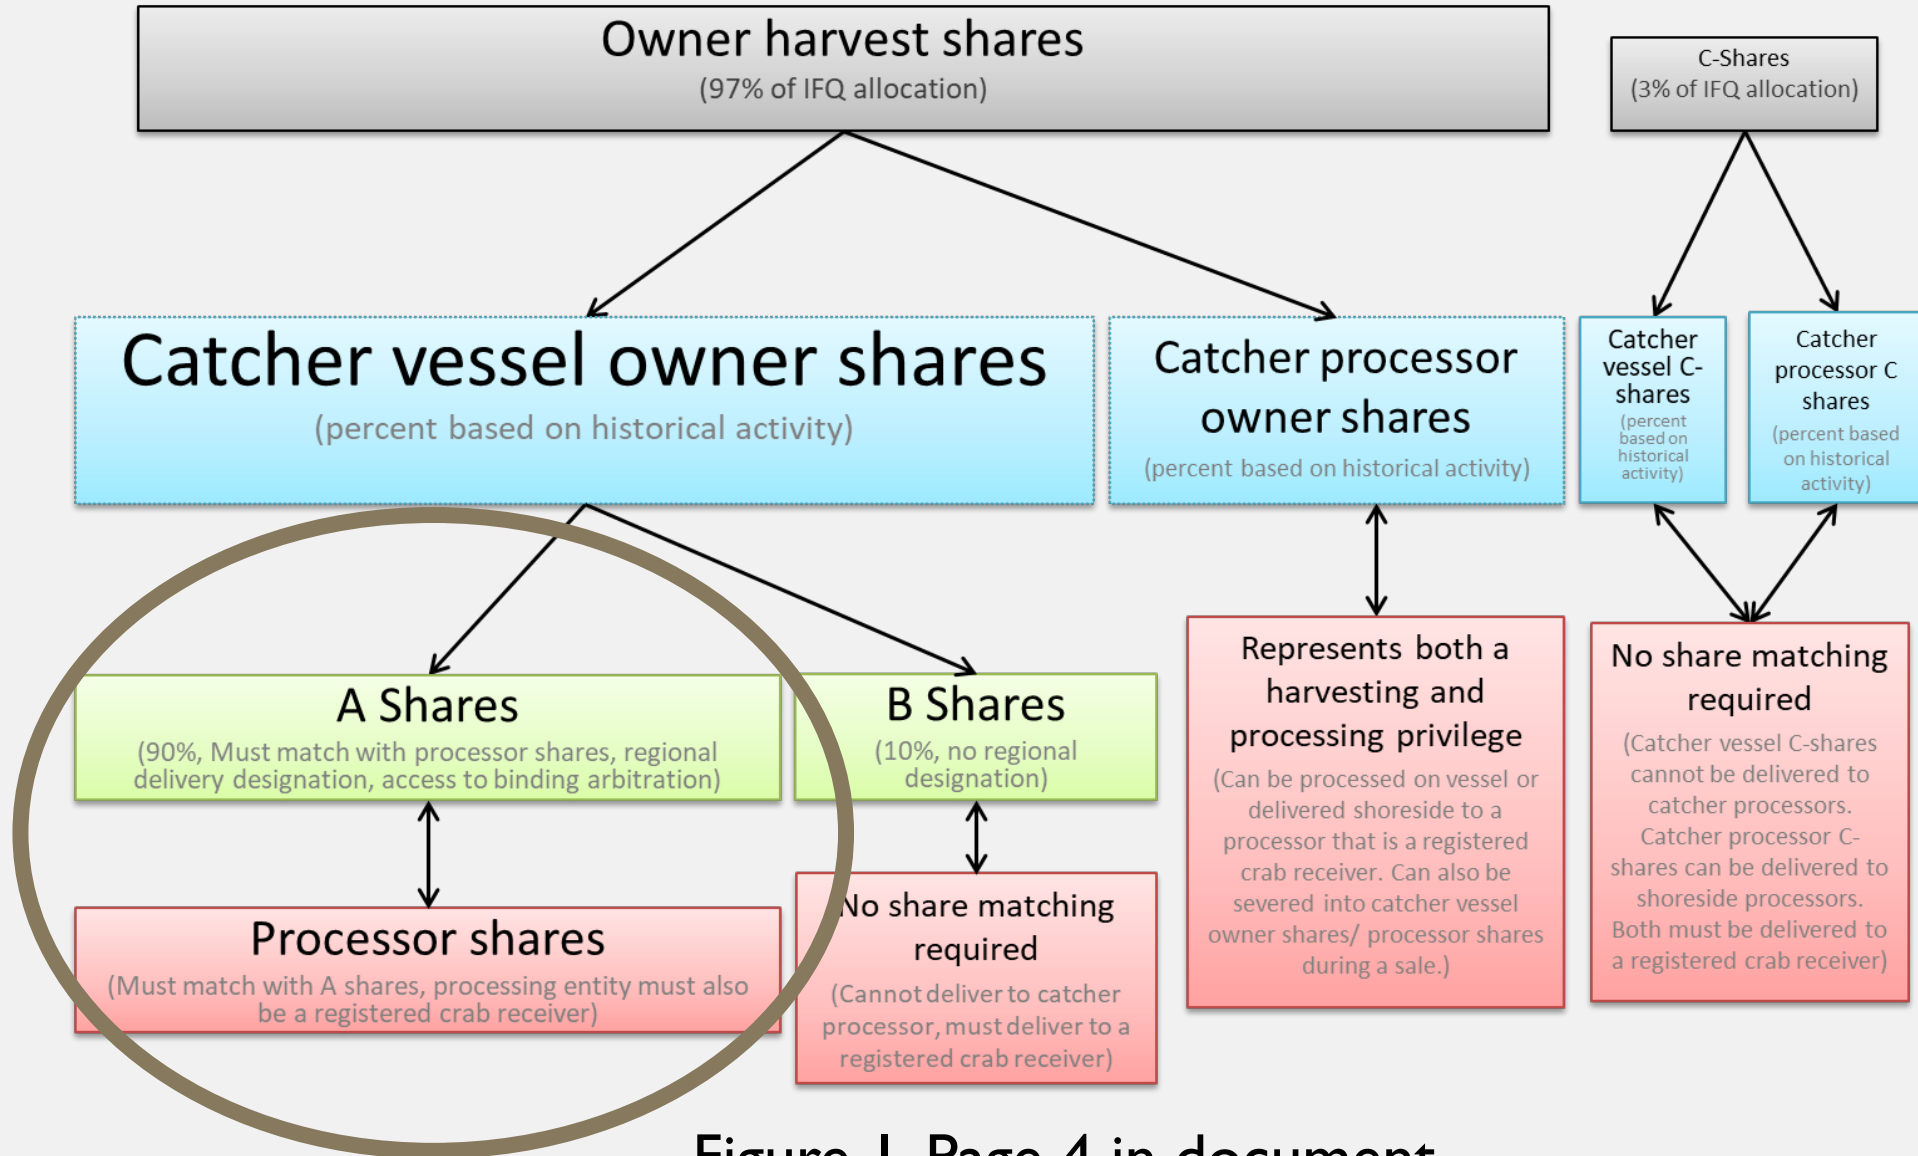 Owner harvest shares
(97% of IFQ allocation)
C-Shares
(3% of IFQ allocation)
Catcher vessel owner shares
(percent based on historical activity)
Catcher processor
owner shares
(percent based on historical activity)
Catcher
vessel C-
shares
(percent
based on
historical
activity)
Catcher
processor C
shares
(percent based
on historical
activity)
A Shares
(90%, Must match with processor shares, regional
delivery designation, access to binding arbitration)
B Shares
(10%, no regional
designation)
Represents both a
harvesting and
processing privilege
(Can be processed on vessel or
delivered shoreside to a
processor that is a registered
crab receiver. Can also be
severed into catcher vessel
owner shares/ processor shares
during a sale.)
No share matching
required
(Catcher vessel C-shares
cannot be delivered to
catcher processors.
Catcher processor C-
shares can be delivered to
shoreside processors.
Both must be delivered to
a registered crab receiver)
Processor shares
(Must match with A shares, processing entity must also
be a registered crab receiver)
No share matching
required
(Cannot deliver to catcher
processor, must deliver to a
registered crab receiver)
Figure 1, Page 4 in document